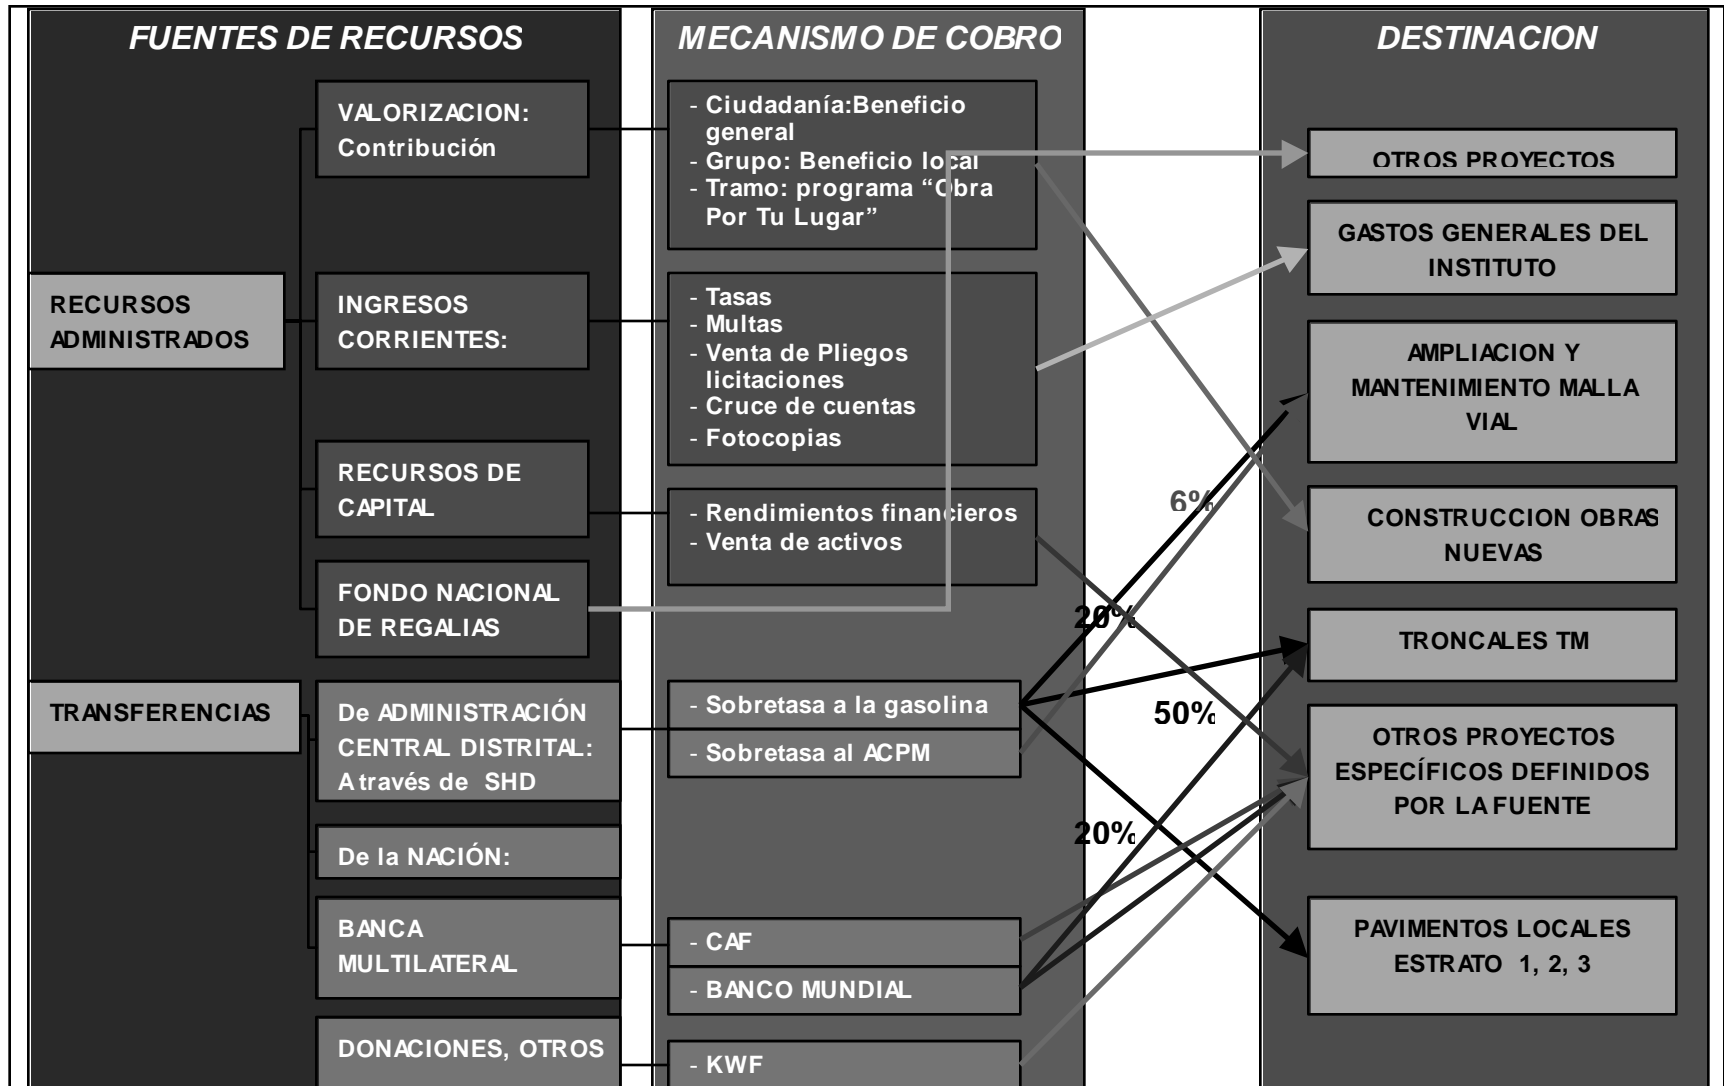 FUENTES DE RECURSOS
MECANISMO DE COBRO
DESTINACION
VALORIZACION:
Contribución
INGRESOS
CORRIENTES:
RECURSOS
ADMINISTRADOS
RECURSOS DE
CAPITAL
FONDO NACIONAL
DE REGALIAS
TRANSFERENCIAS
De ADMINISTRACIÓN
CENTRAL DISTRITAL:
A través de SHD
De la NACIÓN:
BANCA
MULTILATERAL
DONACIONES, OTROS
- Ciudadanía:Beneficio
general
- Grupo: Beneficio local
- Tramo: programa “Obra
Por Tu Lugar”
- Tasas
- Multas
- Venta de Pliegos
licitaciones
- Cruce de cuentas
- Fotocopias
- Rendimientos financieros
- Venta de activos
- Sobretasa a la gasolina
- Sobretasa al ACPM
- CAF
- BANCO MUNDIAL
- KWF
6%
20%
50%
20%
OTROS PROYECTOS
GASTOS GENERALES DEL
INSTITUTO
AMPLIACION Y
MANTENIMIENTO MALLA
VIAL
CONSTRUCCION OBRAS
NUEVAS
TRONCALES TM
OTROS PROYECTOS
ESPECÍFICOS DEFINIDOS
POR LA FUENTE
PAVIMENTOS LOCALES
ESTRATO 1, 2, 3